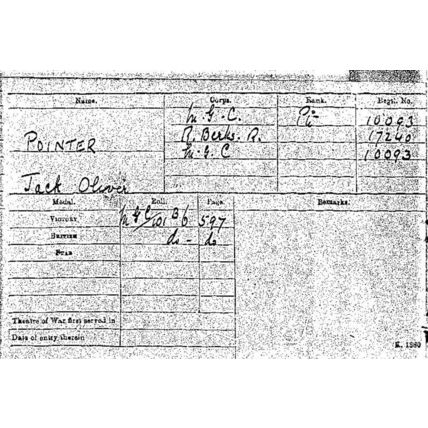 Name. Corps. Rank. Regtl. No.
M.G.C. Pte 10093
POINTER R. Berks. R. 17240
M.G.C 10093
Jack Oliver
Medal. Roll. Page. Remarks.
VICTORY M.G.C/101 B6 597
BRITISH do - do
STAR
Theatre of War first served in
Date of entry therein
K. 1380